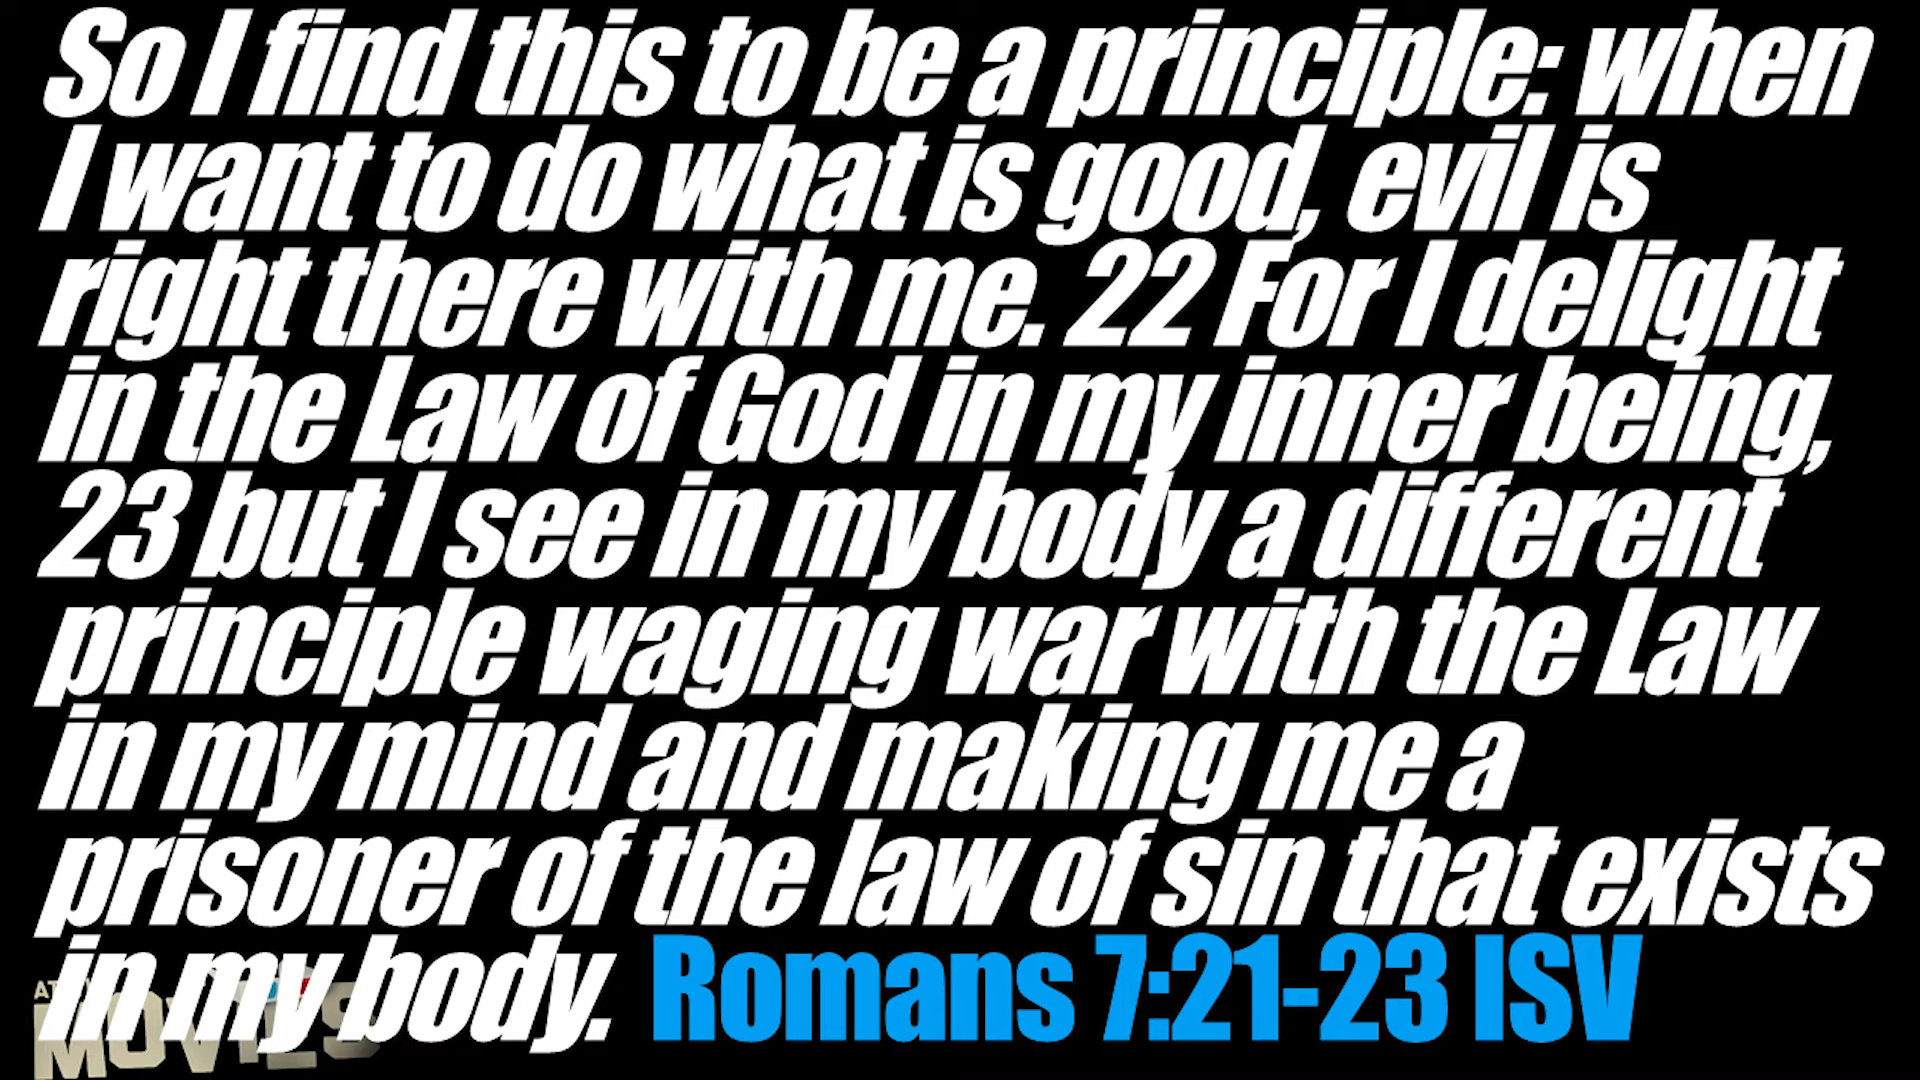 So I find this to be a principle: when
I want to do what is good, evil is
right there with me. 22 For I delight
in the Law of God in my inner being,
23 but I see in my body a different
principle waging war with the Law
in my mind and making me a
prisoner of the law of sin that exists
in my body. Romans 7:21-23 ISV
AT
MOVIES